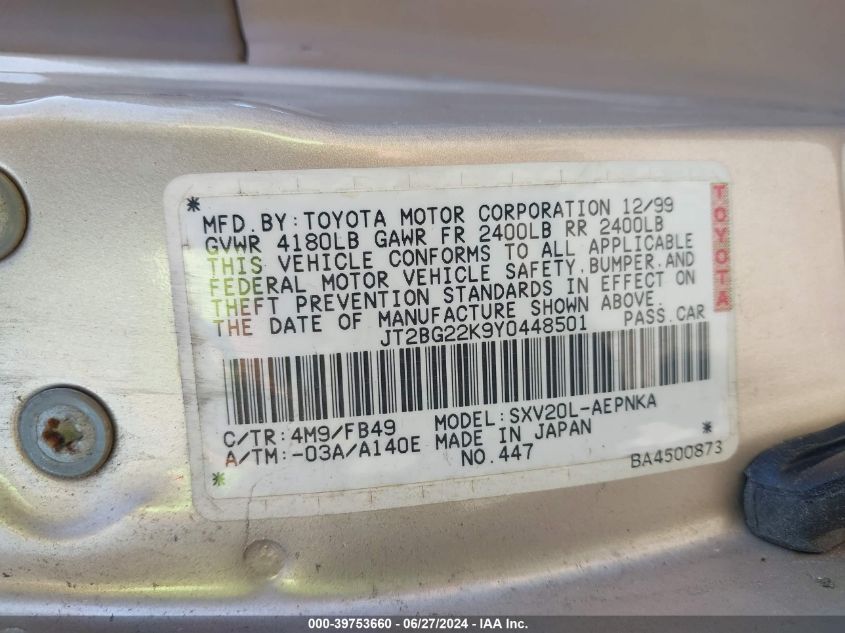 * MFD.BY:TOYOTA MOTOR CORPORATION 12/99
GVWR 4180LB GAWR FR 2400LB RR 2400LB
THIS VEHICLE CONFORMS TO ALL APPLICABLE
FEDERAL MOTOR VEHICLE SAFETY,BUMPER,AND
THEFT PREVENTION STANDARDS IN EFFECT ON
THE DATE OF MANUFACTURE SHOWN ABOVE.
JT2BG22K9Y0448501 PASS.CAR
TOYOTA
C/TR:4M9/FB49 MODEL:SXV20L-AEPNKA
A/TM:-03A/A140E MADE IN JAPAN
* NO.447 BA4500873 *
000-39753660 - 06/27/2024 - IAA Inc.